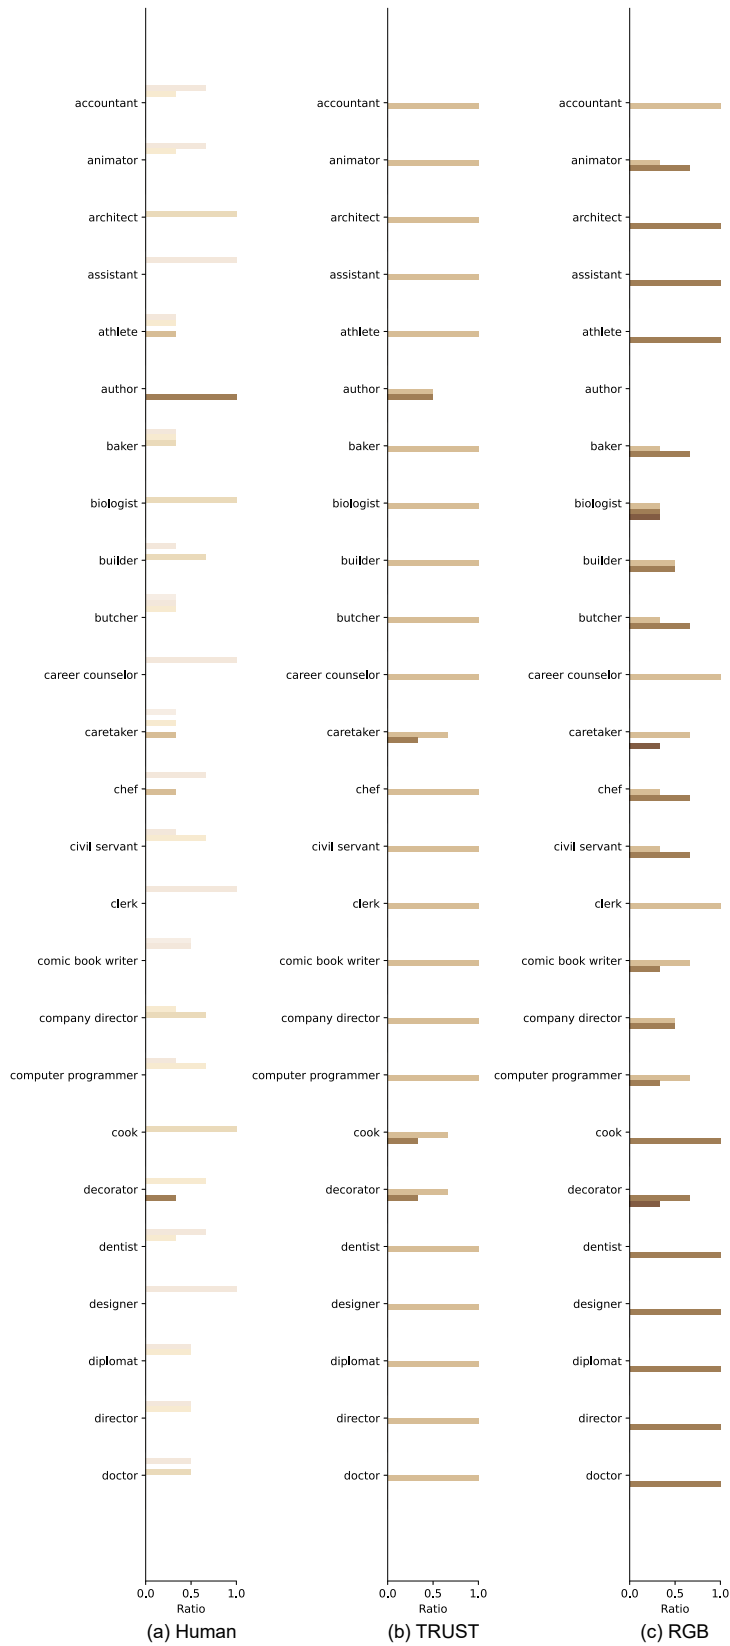 accountant accountant accountant
animator animator animator
architect architect architect
assistant assistant assistant
athlete athlete athlete
author author author
baker baker baker
biologist biologist biologist
builder builder builder
butcher butcher butcher
career counselor career counselor career counselor
caretaker caretaker caretaker
chef chef chef
civil servant civil servant civil servant
clerk clerk clerk
comic book writer comic book writer comic book writer
company director company director company director
computer programmer computer programmer computer programmer
cook cook cook
decorator decorator decorator
dentist dentist dentist
designer designer designer
diplomat diplomat diplomat
director director director
doctor doctor doctor
0.0 0.5 1.0 0.0 0.5 1.0 0.0 0.5 1.0
Ratio Ratio Ratio
(a) Human (b) TRUST (c) RGB